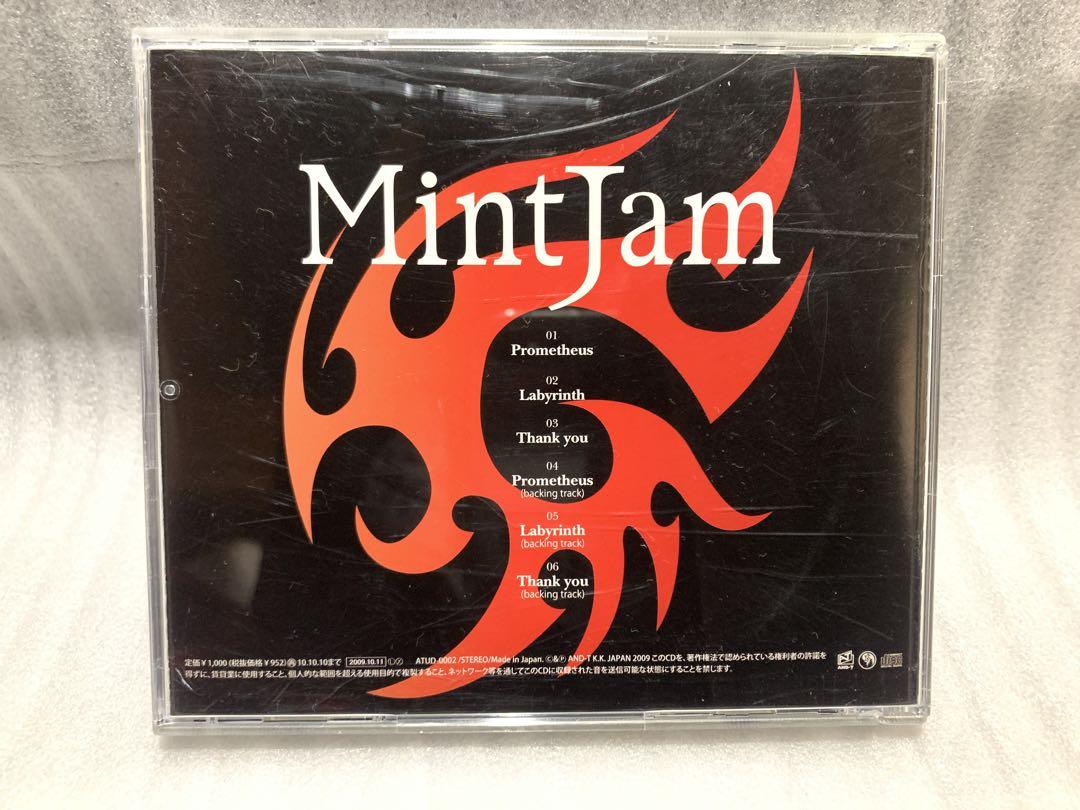 MintJam
01
Prometheus
02
Labyrinth
03
Thank you
04
Prometheus
(backing track)
05
Labyrinth
(backing track)
06
Thank you
(backing track)
定価¥1,000 (税抜価格¥952) 再 10.10.10まで 2009.10.11 Ⓛ ATUD-0002 /STEREO/Made in Japan. ©&℗ AND-T K.K. JAPAN 2009 このCDを、著作権法で認められている権利者の許諾を
得ずに、賃貸業に使用すること、個人的な範囲を超える使用目的で複製すること、ネットワーク等を通じてこのCDに収録された音を送信可能な状態にすることを禁じます。
AND-T